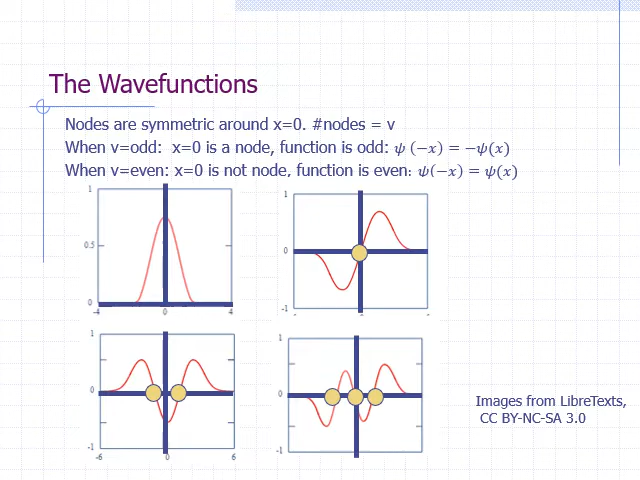 The Wavefunctions
Nodes are symmetric around x=0. #nodes = v
When v=odd:  x=0 is a node, function is odd: 𝜓 (−𝑥) = −𝜓(𝑥)
When v=even: x=0 is not node, function is even: 𝜓(−𝑥) = 𝜓(𝑥)
1
0.5
0
-4 0 4
1
0
-1
1
0
-1
-6 0 6
1
0
-1
Images from LibreTexts,
CC BY-NC-SA 3.0